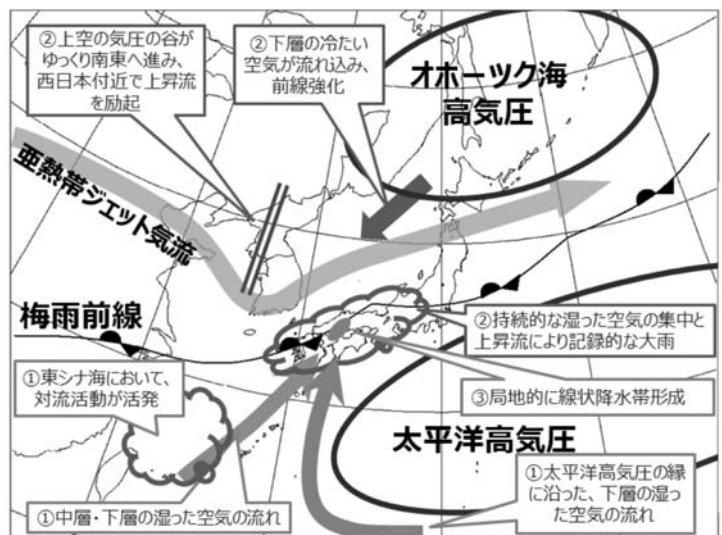 ②上空の気圧の谷が
ゆっくり南東へ進み、
西日本付近で上昇流
を励起
②下層の冷たい
空気が流れ込み、
前線強化
オホーツク海
高気圧
亜熱帯ジェット気流
梅雨前線
②持続的な湿った空気の集中と
上昇流により記録的な大雨
①東シナ海において、
対流活動が活発
③局地的に線状降水帯形成
太平洋高気圧
①中層・下層の湿った空気の流れ
①太平洋高気圧の縁
に沿った、下層の湿っ
た空気の流れ